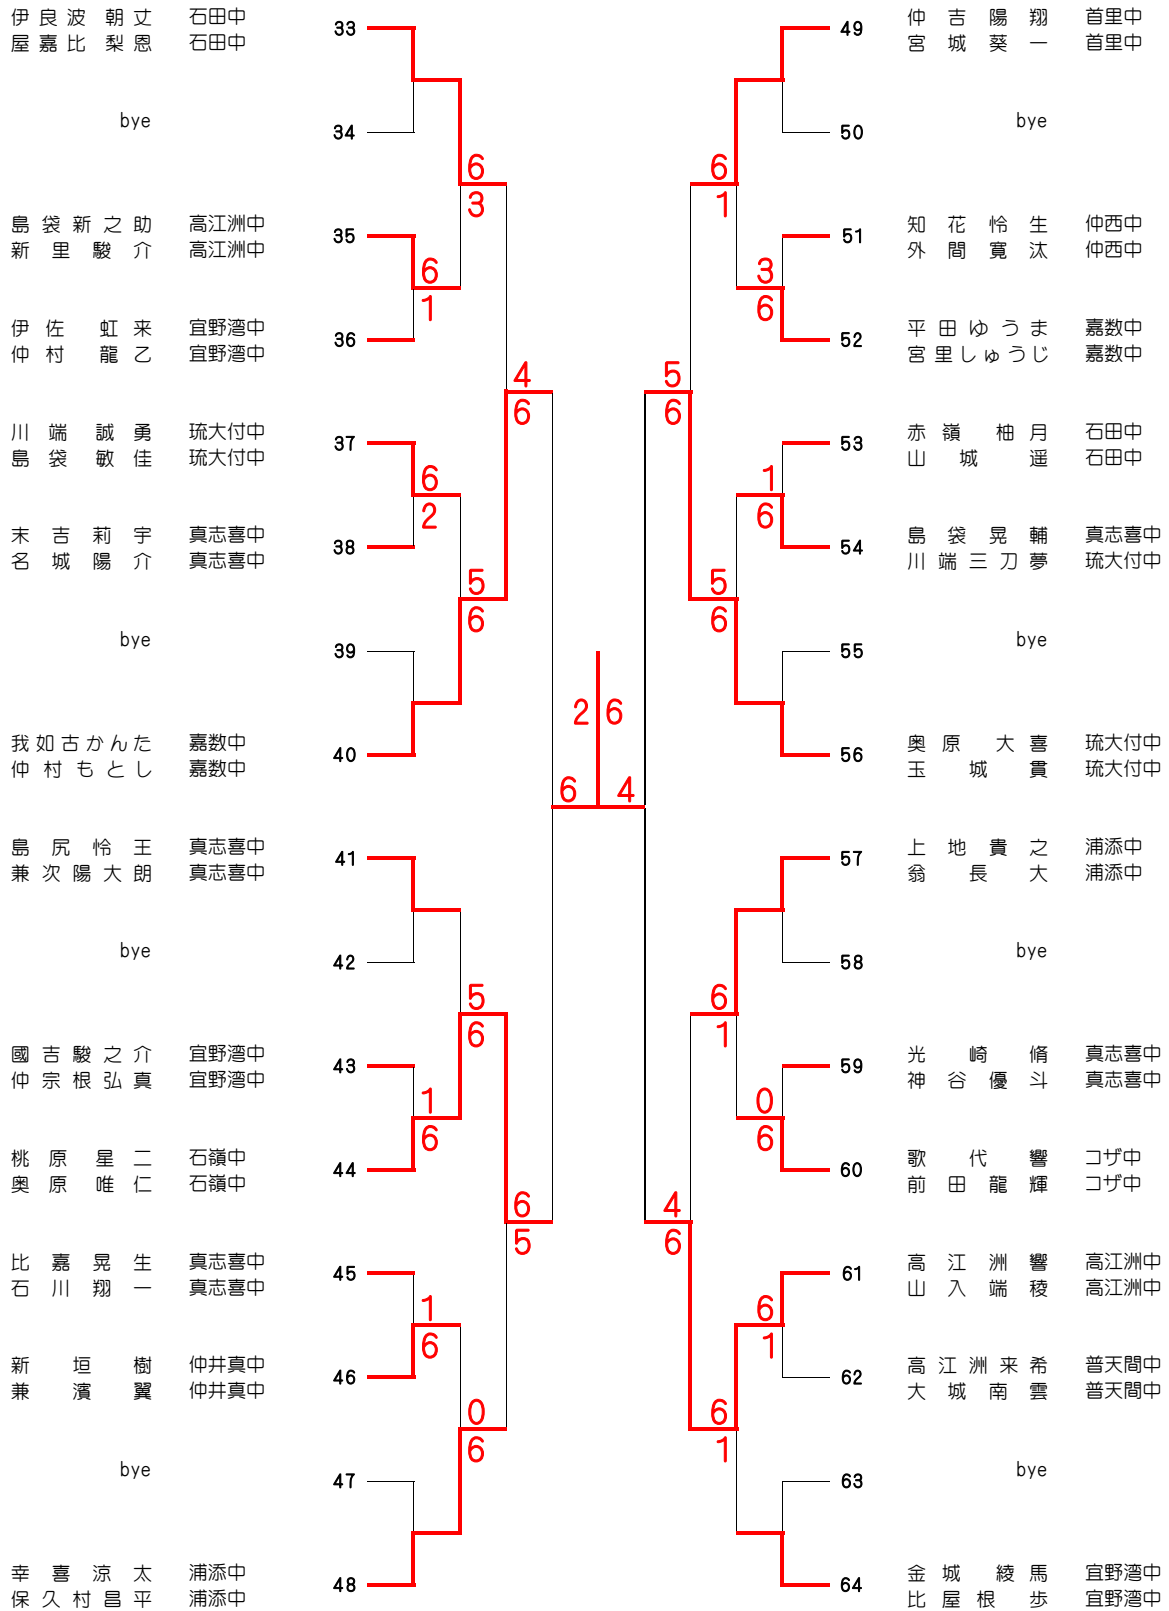 伊良波 朝丈 石田中
屋嘉比 梨恩 石田中
33
bye
34
6
3
島袋新之助 高江洲中
新里駿介 高江洲中
35
6
1
伊佐 虹来 宜野湾中
仲村 龍乙 宜野湾中
36
4
6
川端誠勇 琉大付中
島袋敏佳 琉大付中
37
6
2
末吉莉宇 真志喜中
名城陽介 真志喜中
38
5
6
bye
39
我如古かんた 嘉数中
仲村もとし 嘉数中
40
2 6
6 4
島尻怜王 真志喜中
兼次陽大朗 真志喜中
41
bye
42
5
6
國吉駿之介 宜野湾中
仲宗根弘真 宜野湾中
43
1
6
桃原星二 石嶺中
奥原唯仁 石嶺中
44
6
5
比嘉晃生 真志喜中
石川翔一 真志喜中
45
1
6
新垣樹 仲井真中
兼濱翼 仲井真中
46
0
6
bye
47
幸喜涼太 浦添中
保久村昌平 浦添中
48
49
仲吉陽翔 首里中
宮城葵一 首里中
50
bye
6
1
51
知花怜生 仲西中
外間寛汰 仲西中
3
6
52
平田ゆうま 嘉数中
宮里しゅうじ 嘉数中
5
6
53
赤嶺 柚月 石田中
山城遥 石田中
1
6
54
島袋晃輔 真志喜中
川端三刀夢 琉大付中
5
6
55
bye
56
奥原 大喜 琉大付中
玉城貫 琉大付中
57
上地貴之 浦添中
翁長大 浦添中
58
bye
6
1
59
光崎脩 真志喜中
神谷優斗 真志喜中
0
6
60
歌代響 コザ中
前田龍輝 コザ中
4
6
61
高江洲響 高江洲中
山入端稜 高江洲中
6
1
62
高江洲来希 普天間中
大城南雲 普天間中
6
1
63
bye
64
金城 綾馬 宜野湾中
比屋根 歩 宜野湾中